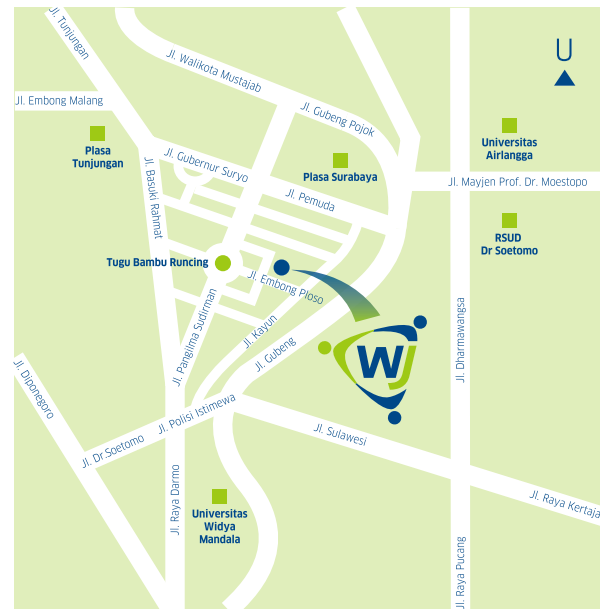 Jl. Tunjungan
Jl. Walikota Mustajab
U
Jl. Embong Malang
Jl. Gubeng Pojok
Plasa
Tunjungan
Universitas
Airlangga
Jl. Gubernur Suryo
Plasa Surabaya
Jl. Mayjen Prof. Dr. Moestopo
Jl. Basuki Rahmat
Jl. Pemuda
RSUD
Dr Soetomo
Tugu Bambu Runcing
Jl. Embong Ploso
Jl. Pangilma Sudirman
Jl. Kayun
Jl. Gubeng
Jl. Dharmawangsa
WJ
Jl. Diponegoro
Jl. Polisi Istimewa
Jl. Dr.Soetomo
Jl. Sulawesi
Jl. Raya Darmo
Jl. Raya Kertaja
Universitas
Widya
Mandala
Jl. Raya Pucang